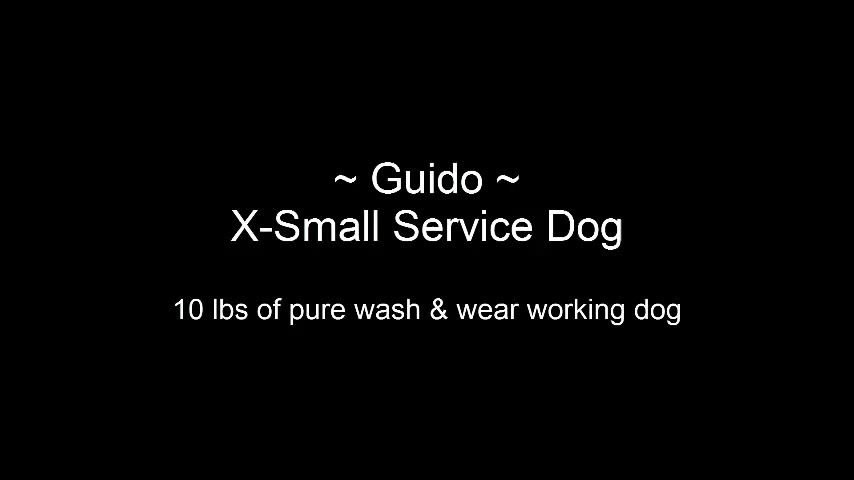 ~ Guido ~
X-Small Service Dog
10 lbs of pure wash & wear working dog